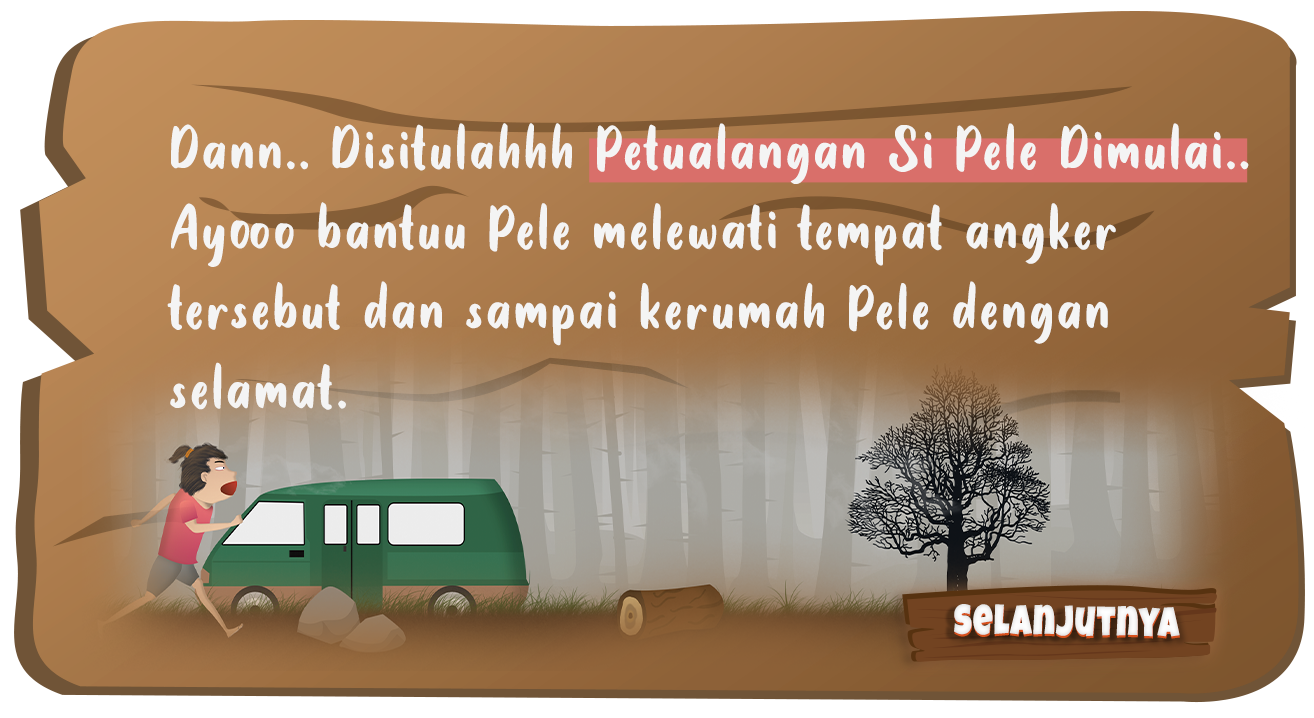 Dann.. Disitulahhh Petualangan Si Pele Dimulai..
Ayooo bantuu Pele melewati tempat angker
tersebut dan sampai kerumah Pele dengan
selamat.
SELANJUTNYA